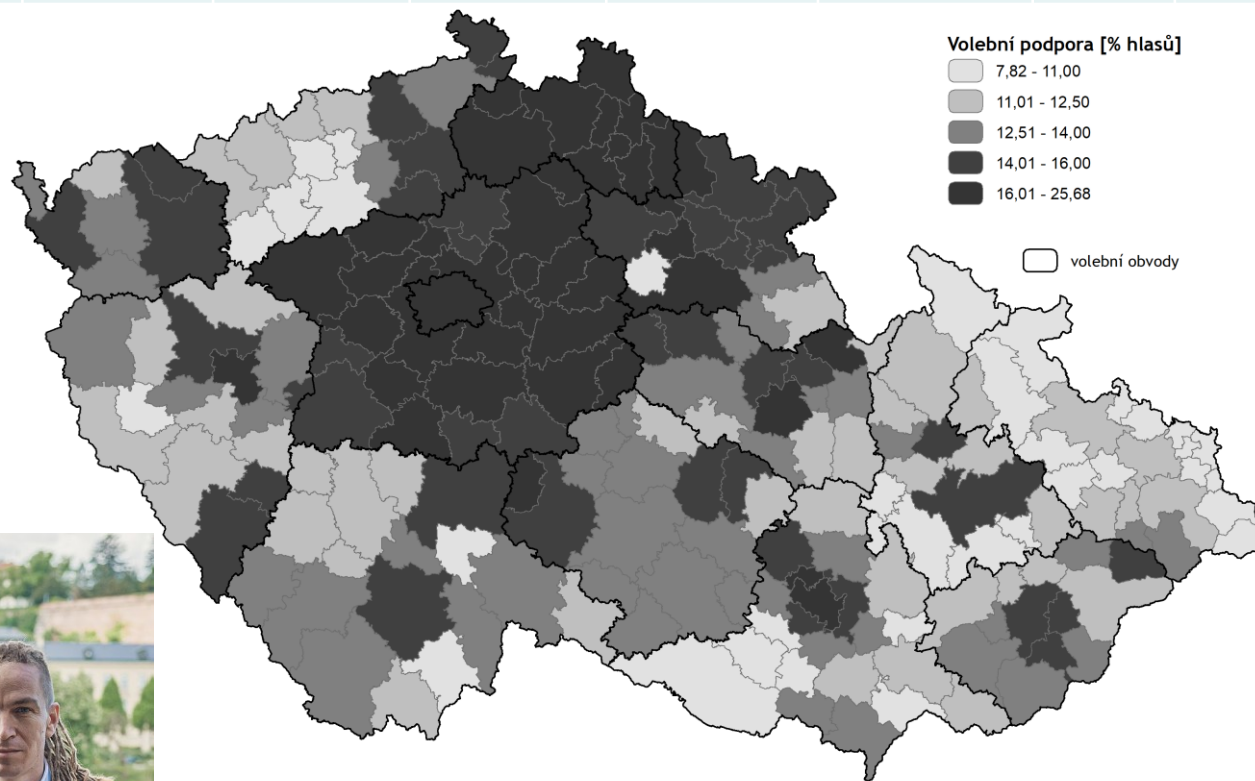 Volební podpora [% hlasů]
7,82 - 11,00
11,01 - 12,50
12,51 - 14,00
14,01 - 16,00
16,01 - 25,68
volební obvody